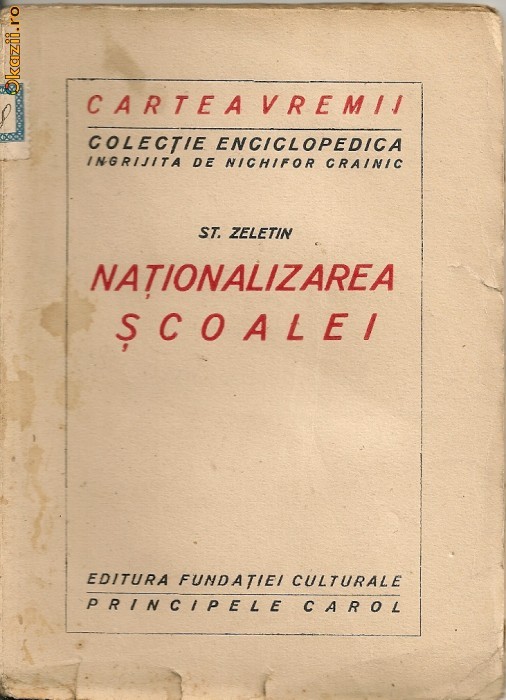 Okazii.ro
CARTEA VREMII
COLECȚIE ENCICLOPEDICA
INGRIJITA DE NICHIFOR CRAINIC
ST. ZELETIN
NAȚIONALIZAREA
ȘCOALEI
EDITURA FUNDAȚIEI CULTURALE
PRINCIPELE CAROL